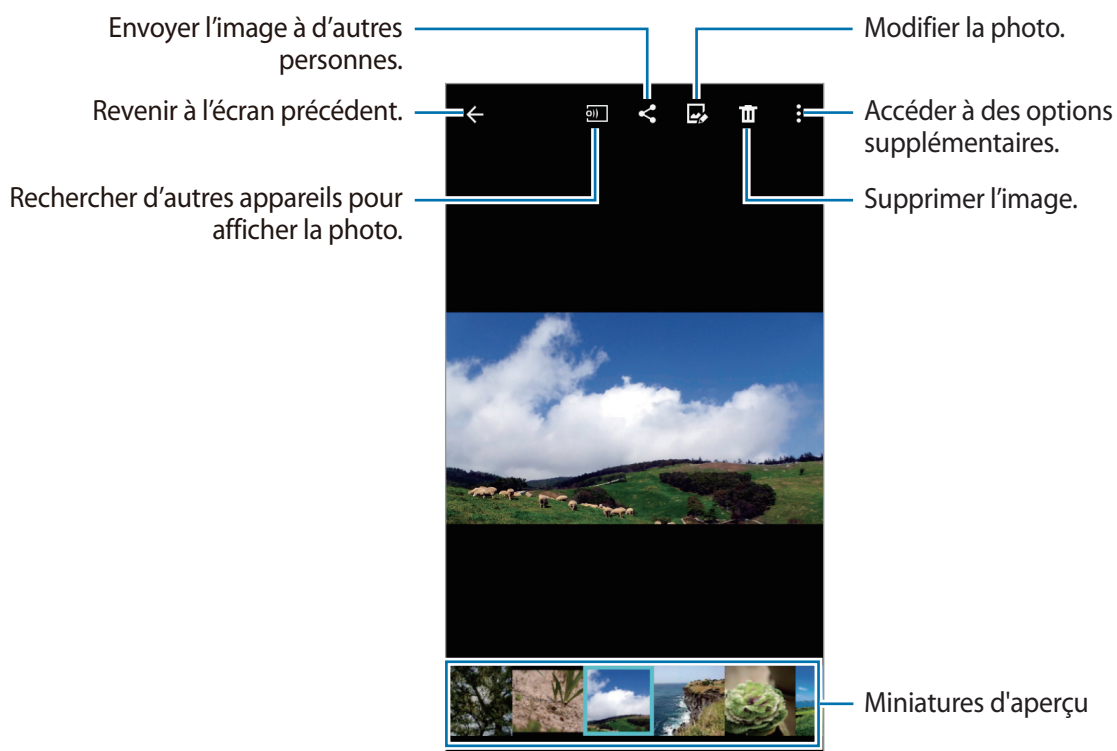 Envoyer l’image à d’autres
personnes.
Modifier la photo.
Revenir à l’écran précédent.
Accéder à des options
supplémentaires.
Rechercher d’autres appareils pour
afficher la photo.
Supprimer l’image.
Miniatures d'aperçu